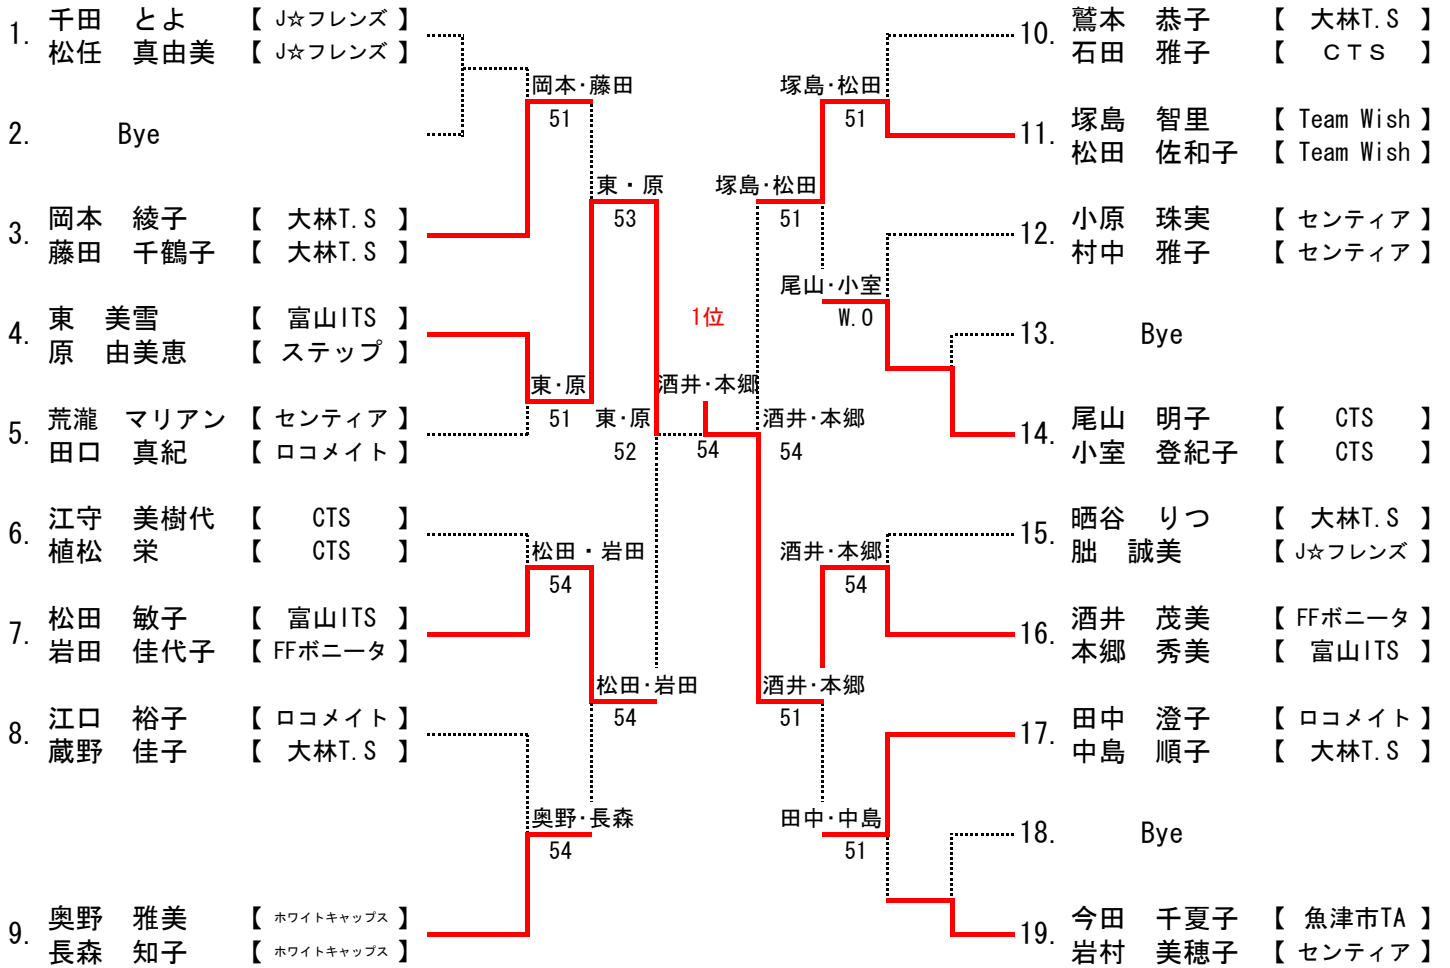 1. 千田 とよ 【 J☆フレンズ 】
松任 真由美 【 J☆フレンズ 】
2. Bye
3. 岡本 綾子 【 大林T.S 】
藤田 千鶴子 【 大林T.S 】
4. 東 美雪 【 富山ITS 】
原 由美恵 【 ステップ 】
5. 荒瀧 マリアン 【 センティア 】
田口 真紀 【 ロコメイト 】
6. 江守 美樹代 【 CTS 】
植松 栄 【 CTS 】
7. 松田 敏子 【 富山ITS 】
岩田 佳代子 【 FFボニータ 】
8. 江口 裕子 【 ロコメイト 】
蔵野 佳子 【 大林T.S 】
9. 奥野 雅美 【 ホワイトキャップス 】
長森 知子 【 ホワイトキャップス 】
岡本・藤田
51
東・原
51
松田・岩田
54
奥野・長森
54
東・原
53
松田・岩田
54
東・原
52
1位
酒井・本郷
54
酒井・本郷
54
塚島・松田
51
酒井・本郷
51
塚島・松田
51
尾山・小室
W.O
酒井・本郷
54
田中・中島
51
10. 鷲本 恭子 【 大林T.S 】
石田 雅子 【 CTS 】
11. 塚島 智里 【 Team Wish 】
松田 佐和子 【 Team Wish 】
12. 小原 珠実 【 センティア 】
村中 雅子 【 センティア 】
13. Bye
14. 尾山 明子 【 CTS 】
小室 登紀子 【 CTS 】
15. 晒谷 りつ 【 大林T.S 】
朏 誠美 【 J☆フレンズ 】
16. 酒井 茂美 【 FFボニータ 】
本郷 秀美 【 富山ITS 】
17. 田中 澄子 【 ロコメイト 】
中島 順子 【 大林T.S 】
18. Bye
19. 今田 千夏子 【 魚津市TA 】
岩村 美穂子 【 センティア 】